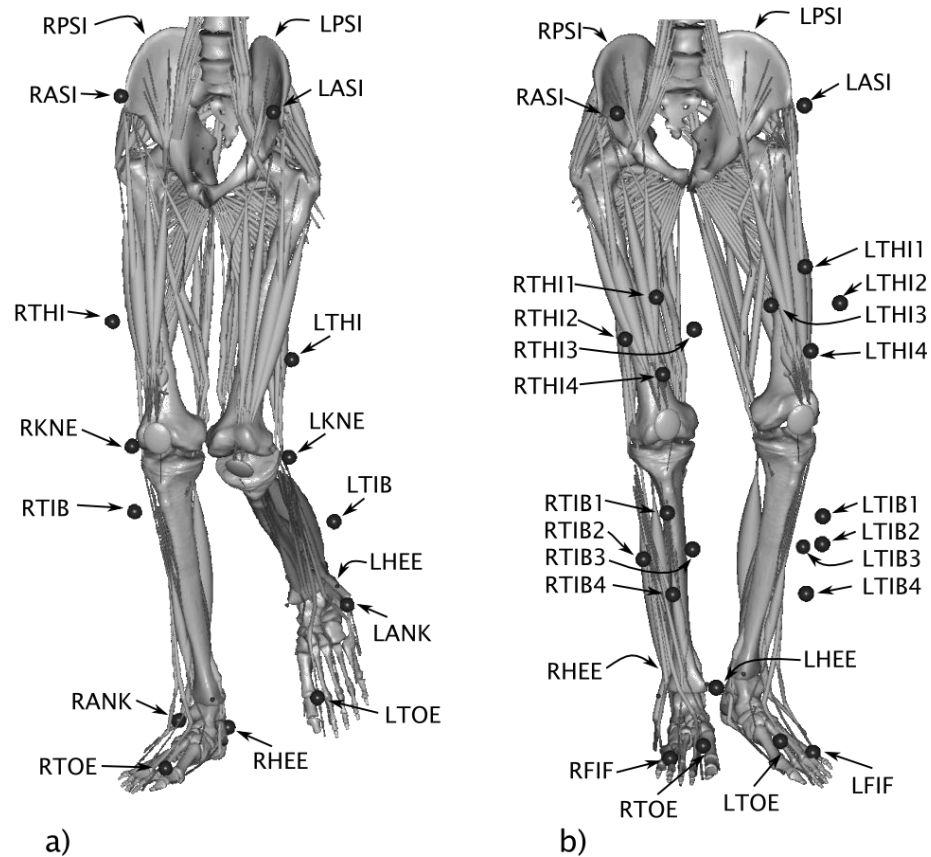 RPSI
LPSI
RASI
LASI
RTHI
LTHI
RKNE
LKNE
RTIB
LTIB
LHEE
LANK
RANK
LTOE
RHEE
RTOE
a)
RPSI
LPSI
RASI
LASI
LTHI1
RTHI1
LTHI2
RTHI2
LTHI3
RTHI3
LTHI4
RTHI4
RTIB1
LTIB1
RTIB2
LTIB2
RTIB3
LTIB3
RTIB4
LTIB4
RHEE
LHEE
RFIF
RTOE
LTOE
LFIF
b)